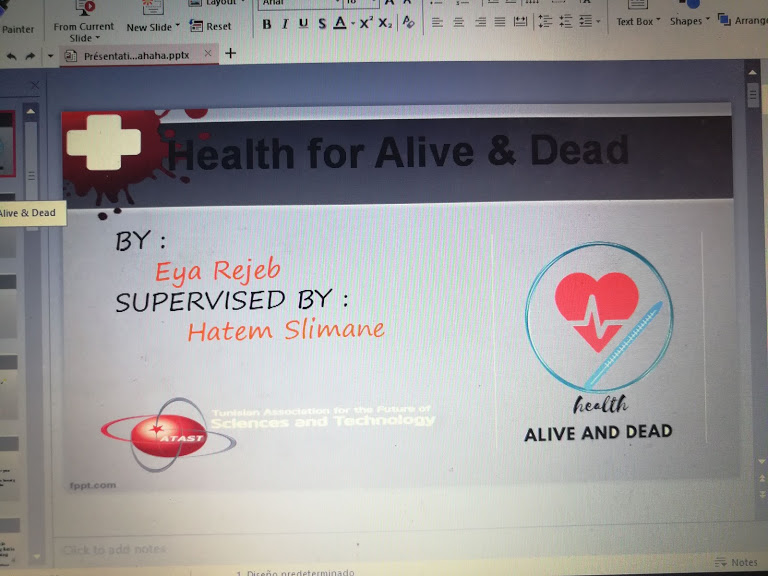 Painter
From Current
Slide
New Slide
Layout
Reset
B I U S A X² X₂
Text Box
Shapes
Arrange
Présentati...ahaha.pptx
Health for Alive & Dead
Alive & Dead
BY :
Eya Rejeb
SUPERVISED BY :
Hatem Slimane
health
ALIVE AND DEAD
Tunisian Association for the Future of
Sciences and Technology
ATAST
fppt.com
Click to add notes
Notes
1 Diseño predeterminado